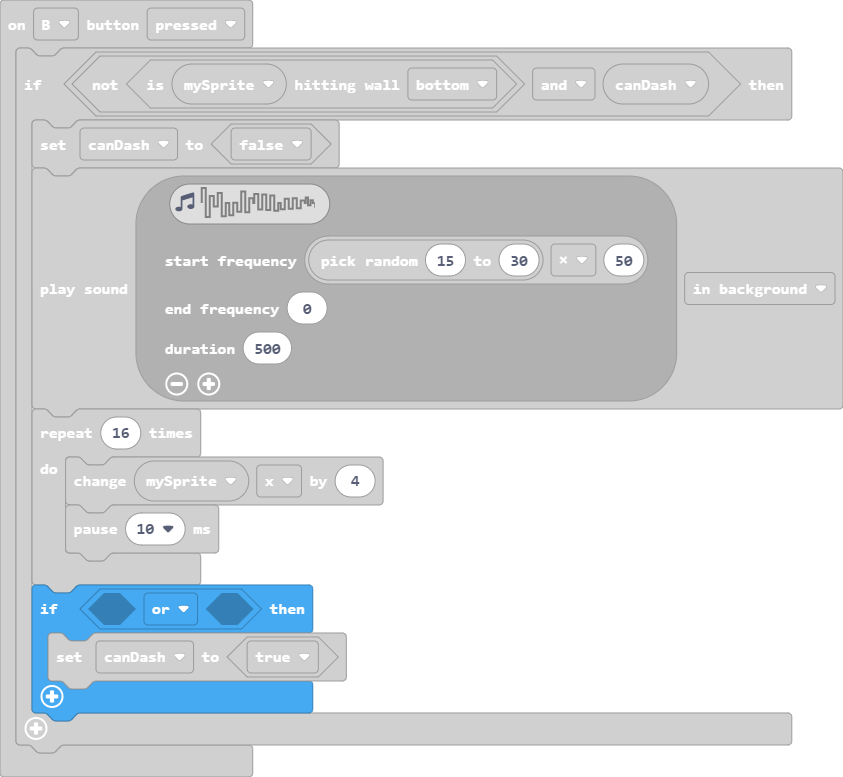 on B button pressed
if not is mySprite hitting wall bottom and canDash then
set canDash to false
start frequency pick random 15 to 30 × 50
play sound in background
end frequency 0
duration 500
repeat 16 times
do
change mySprite x by 4
pause 10 ms
if or then
set canDash to true